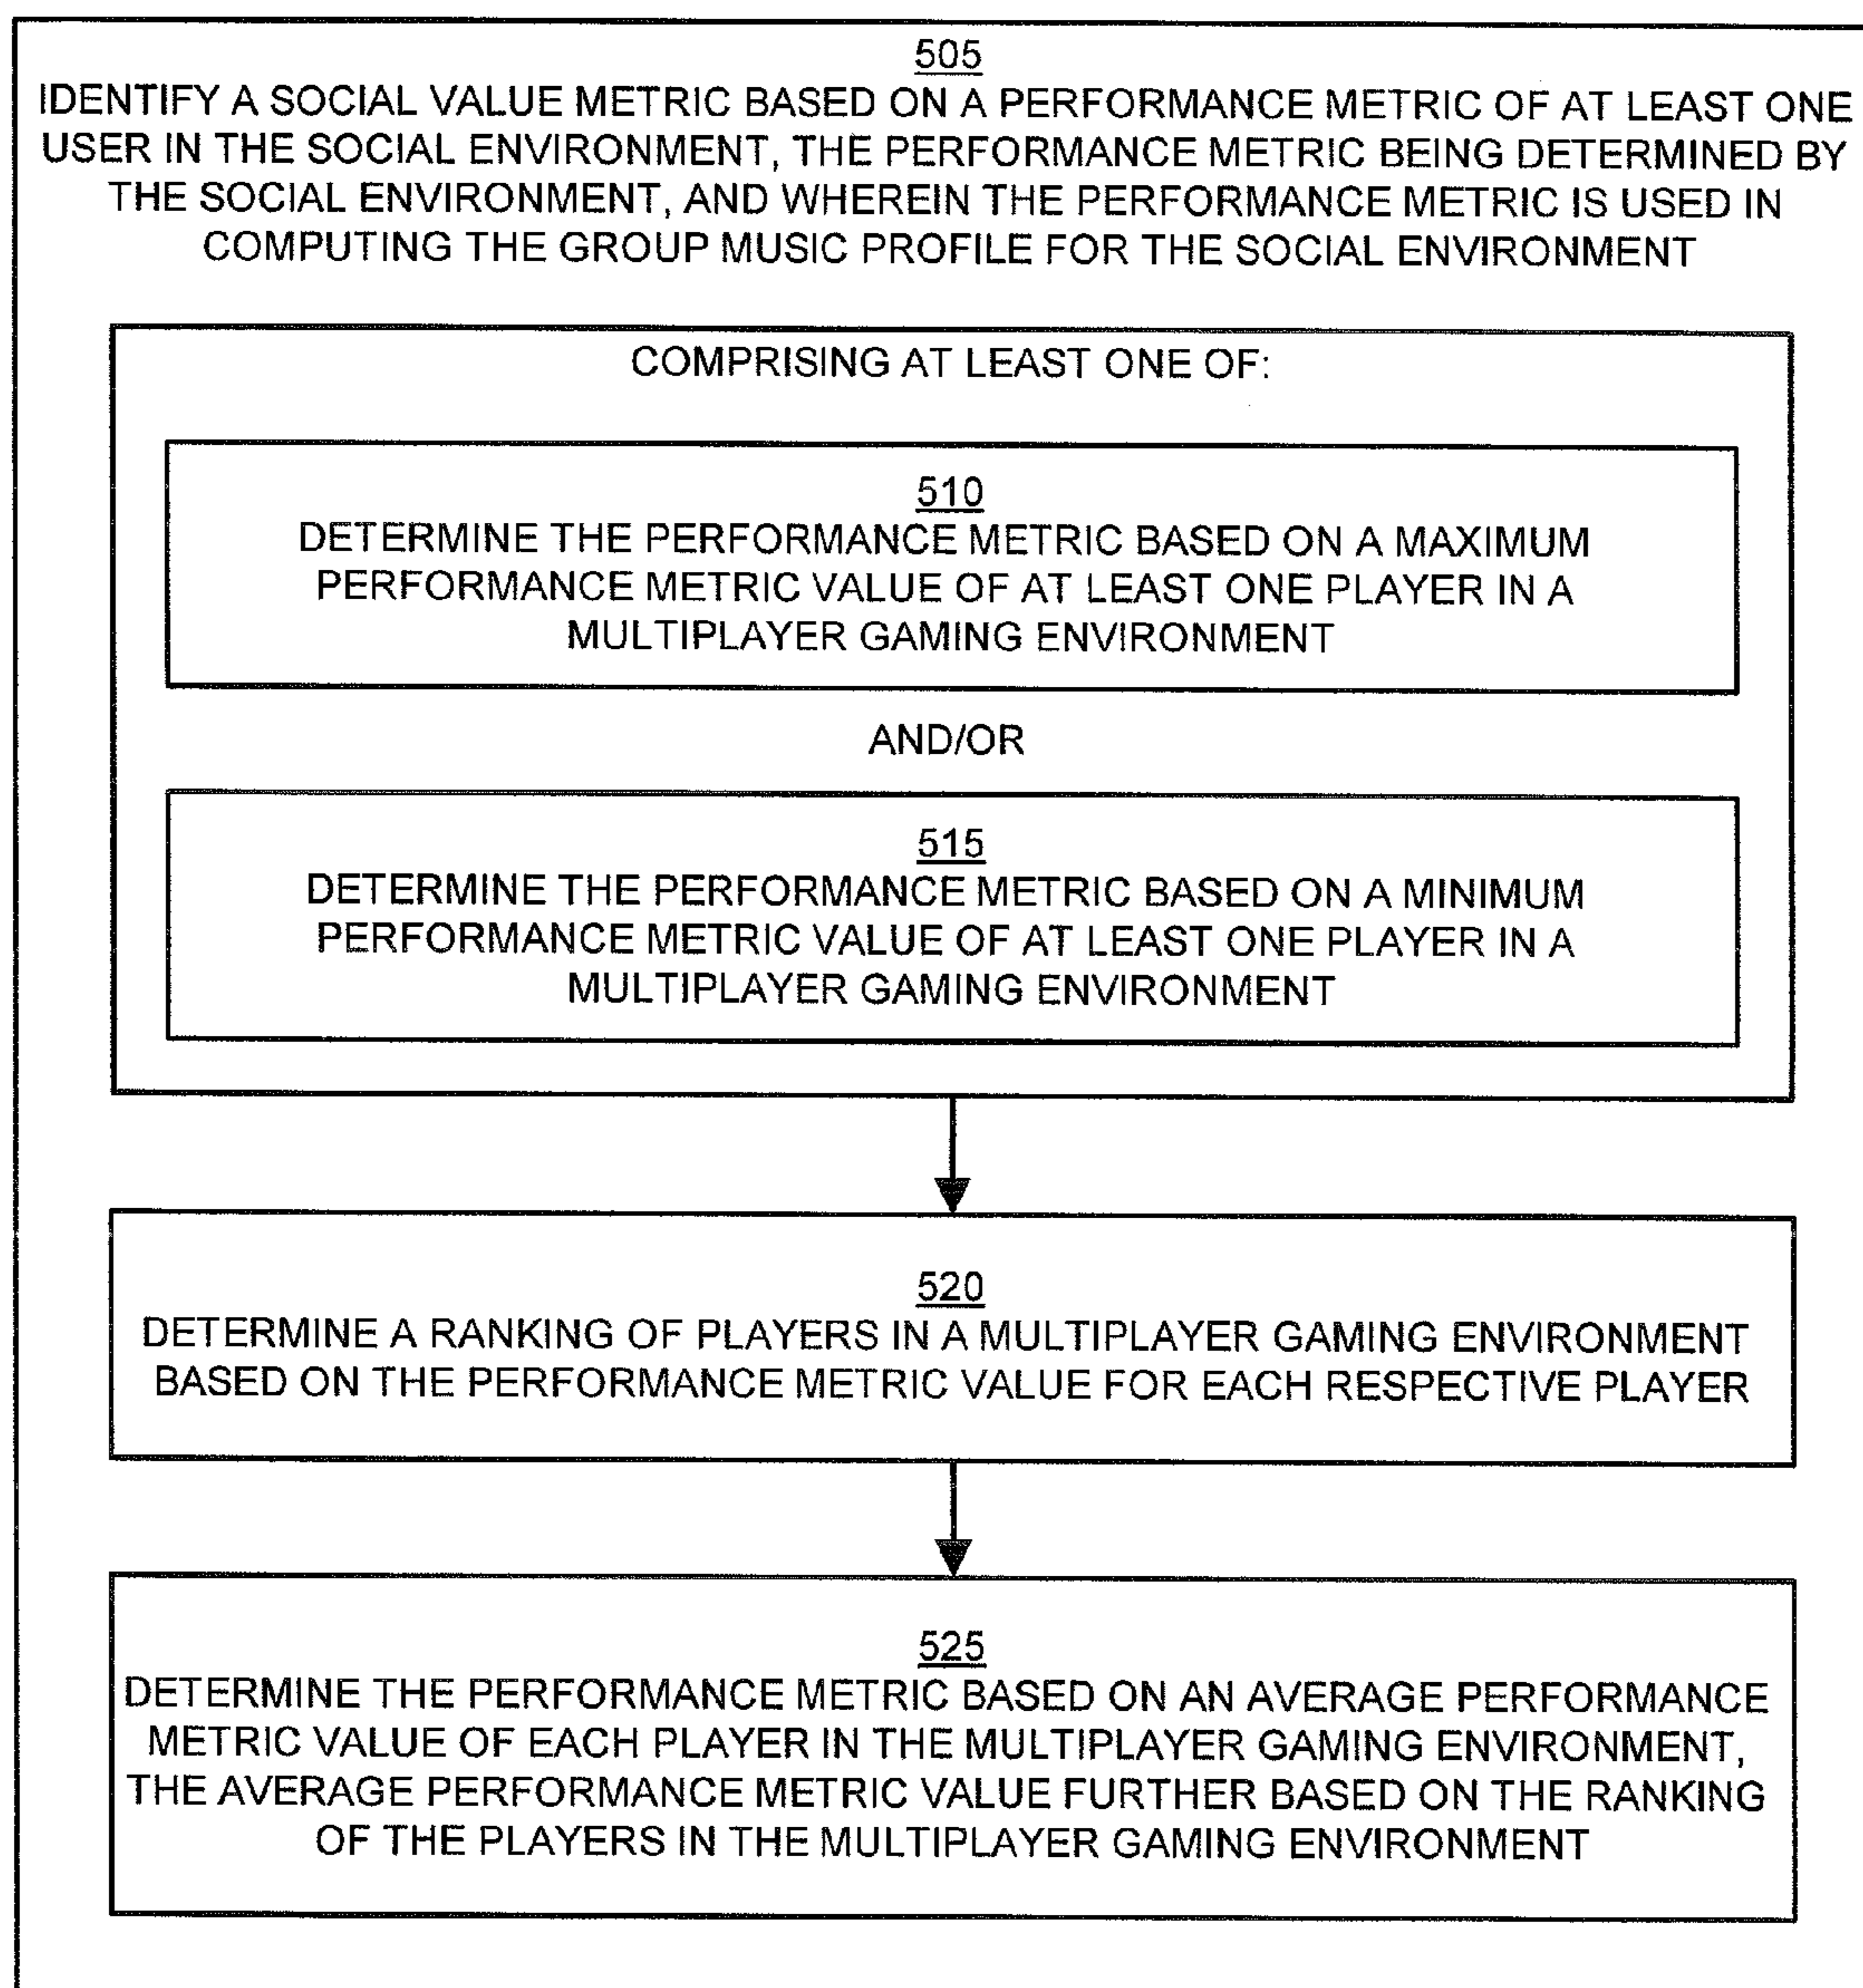 505
IDENTIFY A SOCIAL VALUE METRIC BASED ON A PERFORMANCE METRIC OF AT LEAST ONE
USER IN THE SOCIAL ENVIRONMENT, THE PERFORMANCE METRIC BEING DETERMINED BY
THE SOCIAL ENVIRONMENT, AND WHEREIN THE PERFORMANCE METRIC IS USED IN
COMPUTING THE GROUP MUSIC PROFILE FOR THE SOCIAL ENVIRONMENT
COMPRISING AT LEAST ONE OF:
510
DETERMINE THE PERFORMANCE METRIC BASED ON A MAXIMUM
PERFORMANCE METRIC VALUE OF AT LEAST ONE PLAYER IN A
MULTIPLAYER GAMING ENVIRONMENT
AND/OR
515
DETERMINE THE PERFORMANCE METRIC BASED ON A MINIMUM
PERFORMANCE METRIC VALUE OF AT LEAST ONE PLAYER IN A
MULTIPLAYER GAMING ENVIRONMENT
520
DETERMINE A RANKING OF PLAYERS IN A MULTIPLAYER GAMING ENVIRONMENT
BASED ON THE PERFORMANCE METRIC VALUE FOR EACH RESPECTIVE PLAYER
525
DETERMINE THE PERFORMANCE METRIC BASED ON AN AVERAGE PERFORMANCE
METRIC VALUE OF EACH PLAYER IN THE MULTIPLAYER GAMING ENVIRONMENT,
THE AVERAGE PERFORMANCE METRIC VALUE FURTHER BASED ON THE RANKING
OF THE PLAYERS IN THE MULTIPLAYER GAMING ENVIRONMENT